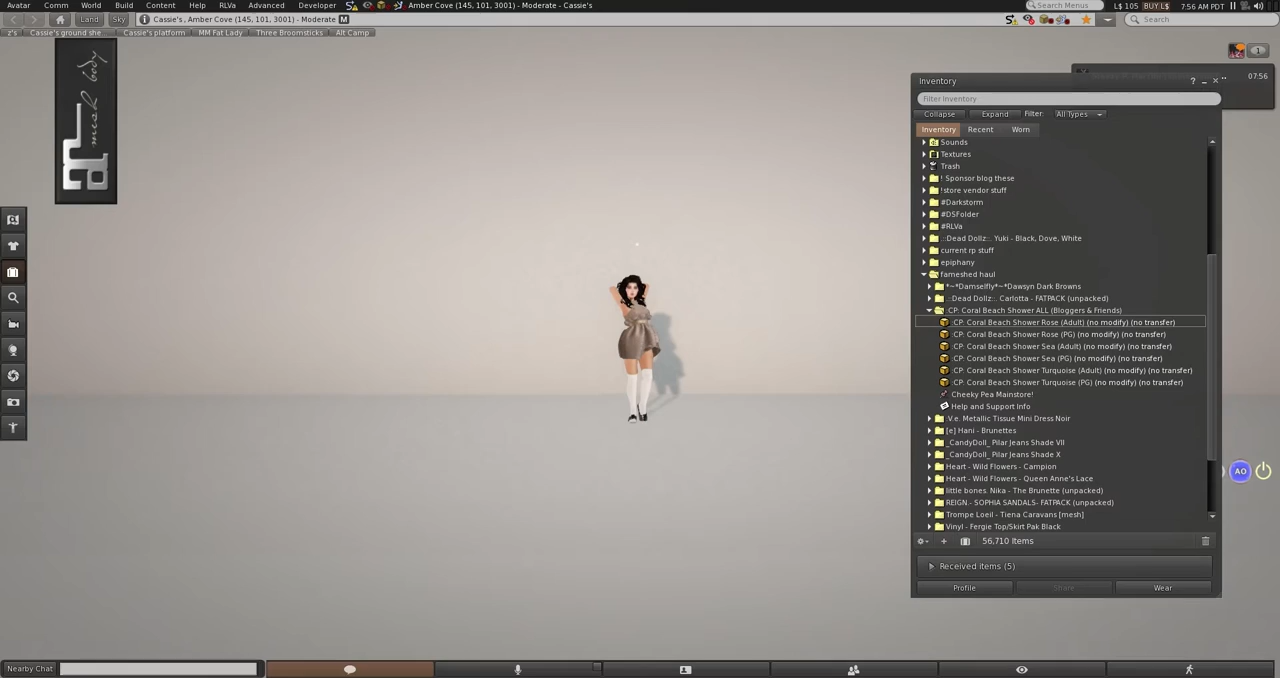 Avatar Comm World Build Content Help RLVa Advanced Developer Amber Cove (145, 101, 3001) - Moderate - Cassie's Search Menus L$ 105 BUY L$ 7:56 AM PDT
Land Sky Cassie's , Amber Cove (145, 101, 3001) - Moderate M Search
z's Cassie's ground she Cassie's platform MM Fat Lady Three Broomsticks Alt Camp
mesh body
1
07:56
Inventory ?
Filter Inventory
Collapse Expand Filter: All Types
Inventory Recent Worn
Sounds
Textures
Trash
! Sponsor blog these
!store vendor stuff
#Darkstorm
#DSFolder
#RLVa
.::Dead Dollz::. Yuki - Black, Dove, White
current rp stuff
epiphany
fameshed haul
*~*Damselfly*~*Dawsyn Dark Browns
.::Dead Dollz::. Carlotta - FATPACK (unpacked)
:CP: Coral Beach Shower ALL (Bloggers & Friends)
:CP: Coral Beach Shower Rose (Adult) (no modify) (no transfer)
:CP: Coral Beach Shower Rose (PG) (no modify) (no transfer)
:CP: Coral Beach Shower Sea (Adult) (no modify) (no transfer)
:CP: Coral Beach Shower Sea (PG) (no modify) (no transfer)
:CP: Coral Beach Shower Turquoise (Adult) (no modify) (no transfer)
:CP: Coral Beach Shower Turquoise (PG) (no modify) (no transfer)
Cheeky Pea Mainstore!
Help and Support Info
.V.e. Metallic Tissue Mini Dress Noir
[e] Hani - Brunettes
_CandyDoll_ Pilar Jeans Shade VII
_CandyDoll_ Pilar Jeans Shade X
Heart - Wild Flowers - Campion
Heart - Wild Flowers - Queen Anne's Lace
little bones. Nika - The Brunette (unpacked)
REIGN.- SOPHIA SANDALS- FATPACK (unpacked)
Trompe Loeil - Tiena Caravans [mesh]
Vinyl - Fergie Top/Skirt Pak Black
AO
56,710 Items
Received Items (5)
Profile Share Wear
Nearby Chat